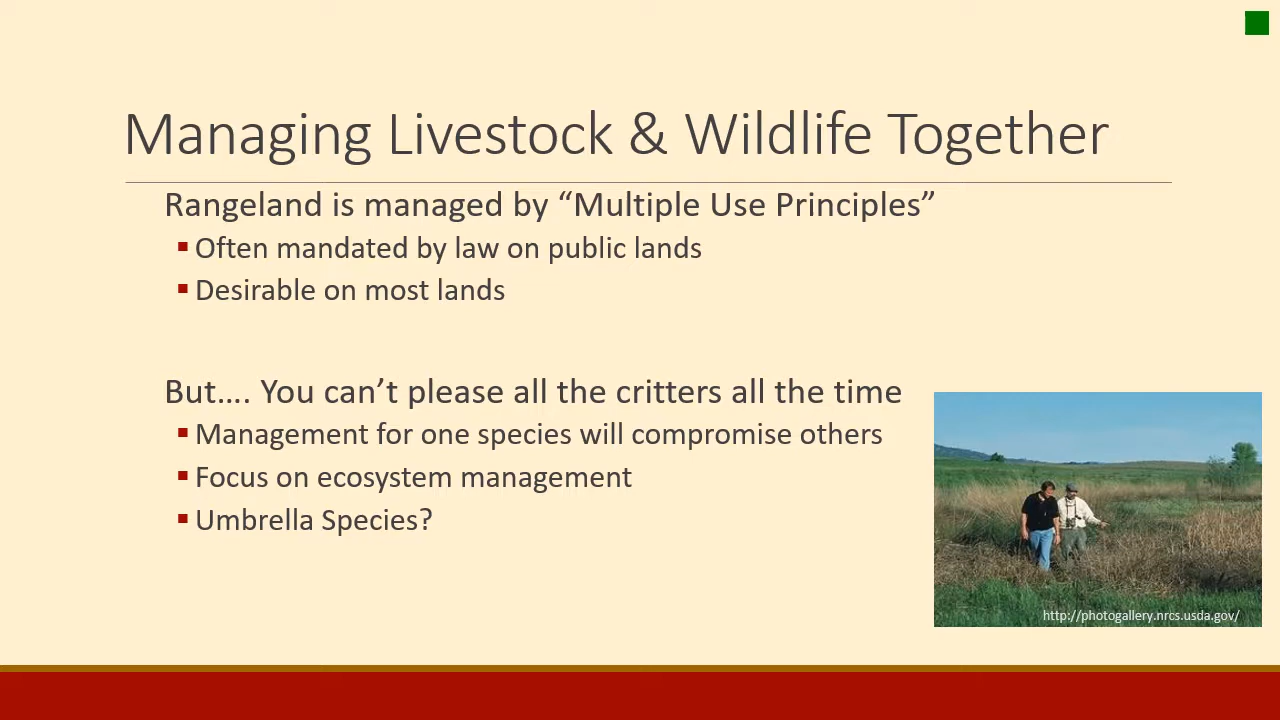 Managing Livestock & Wildlife Together
Rangeland is managed by “Multiple Use Principles”
Often mandated by law on public lands
Desirable on most lands
But…. You can’t please all the critters all the time
Management for one species will compromise others
Focus on ecosystem management
Umbrella Species?
http://photogallery.nrcs.usda.gov/